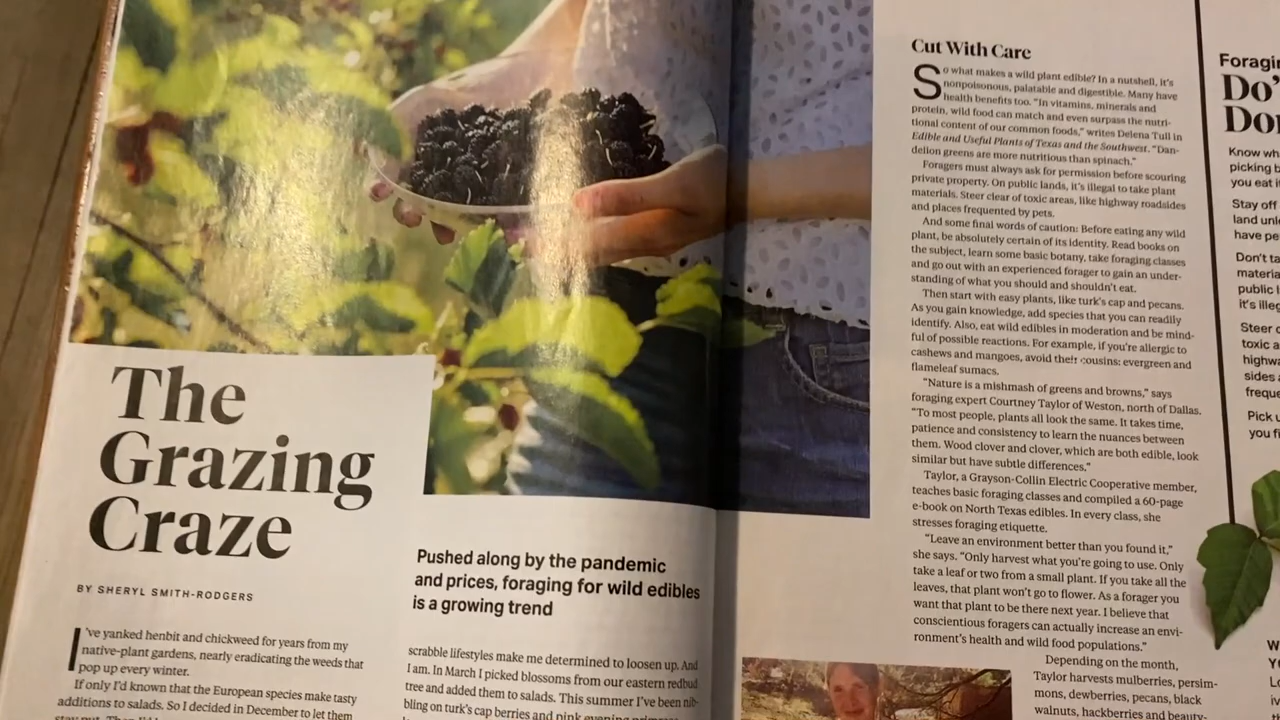 The
Grazing
Craze
BY SHERYL SMITH-RODGERS
I've yanked henbit and chickweed for years from my
native-plant gardens, nearly eradicating the weeds that
pop up every winter.
If only I'd known that the European species make tasty
additions to salads. So I decided in December to let them
Pushed along by the pandemic
and prices, foraging for wild edibles
is a growing trend
scrabble lifestyles make me determined to loosen up. And
I am. In March I picked blossoms from our eastern redbud
tree and added them to salads. This summer I've been nib-
bling on turk's cap berries and pink evening
Cut With Care
So what makes a wild plant edible? In a nutshell, it's
nonpoisonous, palatable and digestible. Many have
health benefits too. "In vitamins, minerals and
protein, wild food can match and even surpass the nutri-
tional content of our common foods," writes Delena Tull in
Edible and Useful Plants of Texas and the Southwest. "Dan-
delion greens are more nutritious than spinach."
Foragers must always ask for permission before scouring
private property. On public lands, it's illegal to take plant
materials. Steer clear of toxic areas, like highway roadsides
and places frequented by pets.
And some final words of caution: Before eating any wild
plant, be absolutely certain of its identity. Read books on
the subject, learn some basic botany, take foraging classes
and go out with an experienced forager to gain an under-
standing of what you should and shouldn't eat.
Then start with easy plants, like turk's cap and pecans.
As you gain knowledge, add species that you can readily
identify. Also, eat wild edibles in moderation and be mind-
ful of possible reactions. For example, if you're allergic to
cashews and mangoes, avoid their cousins: evergreen and
flameleaf sumacs.
"Nature is a mishmash of greens and browns," says
foraging expert Courtney Taylor of Weston, north of Dallas.
"To most people, plants all look the same. It takes time,
patience and consistency to learn the nuances between
them. Wood clover and clover, which are both edible, look
similar but have subtle differences."
Taylor, a Grayson-Collin Electric Cooperative member,
teaches basic foraging classes and compiled a 60-page
e-book on North Texas edibles. In every class, she
stresses foraging etiquette.
"Leave an environment better than you found it,"
she says. "Only harvest what you're going to use. Only
take a leaf or two from a small plant. If you take all the
leaves, that plant won't go to flower. As a forager you
want that plant to be there next year. I believe that
conscientious foragers can actually increase an envi-
ronment's health and wild food populations."
Depending on the month,
Taylor harvests mulberries, persim-
mons, dewberries, pecans, black
walnuts, hackberries and beauty-
Foragin
Do'
Don
Know wh
picking b
you eat i
Stay off
land unl
have pe
Don't ta
materia
public l
it's illeg
Steer c
toxic a
highwa
sides a
freque
Pick u
you fi